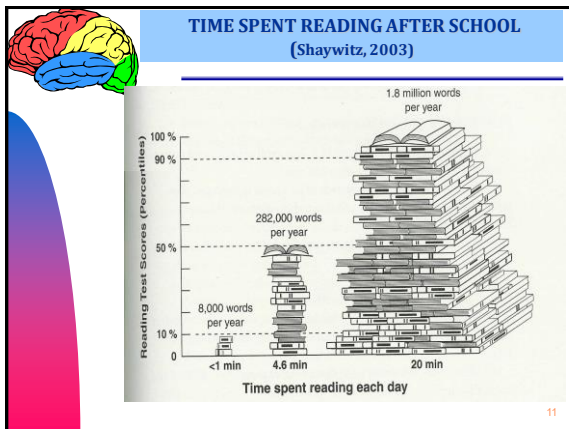 TIME SPENT READING AFTER SCHOOL
(Shaywitz, 2003)
1.8 million words
per year
100 %
90 %
282,000 words
per year
50 %
8,000 words
per year
10 %
0
Reading Test Scores (Percentiles)
<1 min
4.6 min
20 min
Time spent reading each day
11